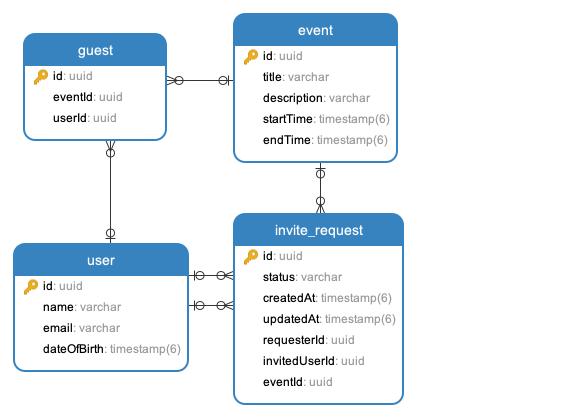 guest
id: uuid
eventId: uuid
userId: uuid
event
id: uuid
title: varchar
description: varchar
startTime: timestamp(6)
endTime: timestamp(6)
user
id: uuid
name: varchar
email: varchar
dateOfBirth: timestamp(6)
invite_request
id: uuid
status: varchar
createdAt: timestamp(6)
updatedAt: timestamp(6)
requesterId: uuid
invitedUserId: uuid
eventId: uuid